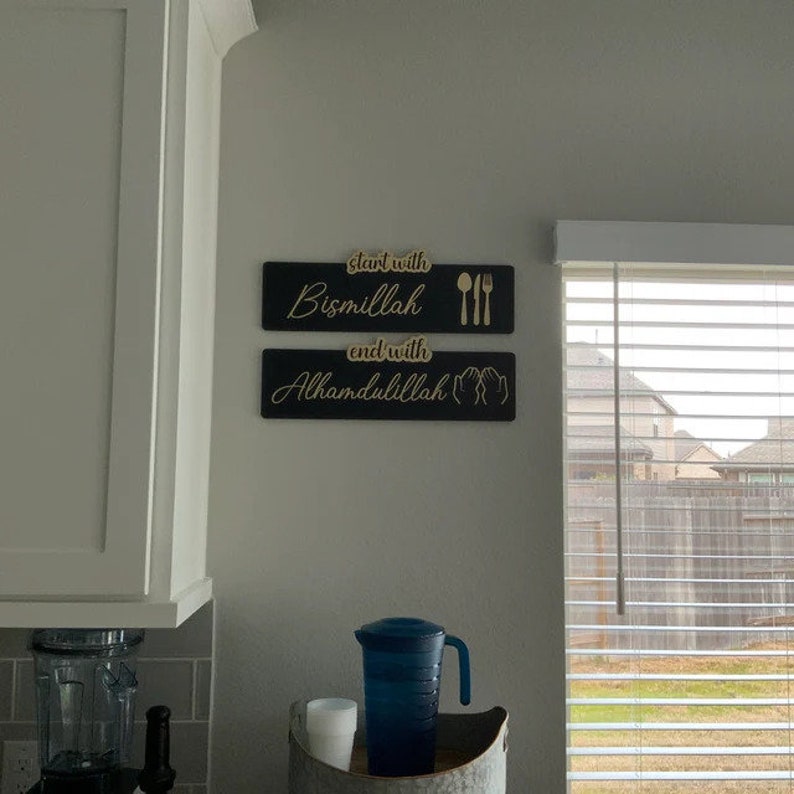 start with
Bismillah
end with
Alhamdulillah